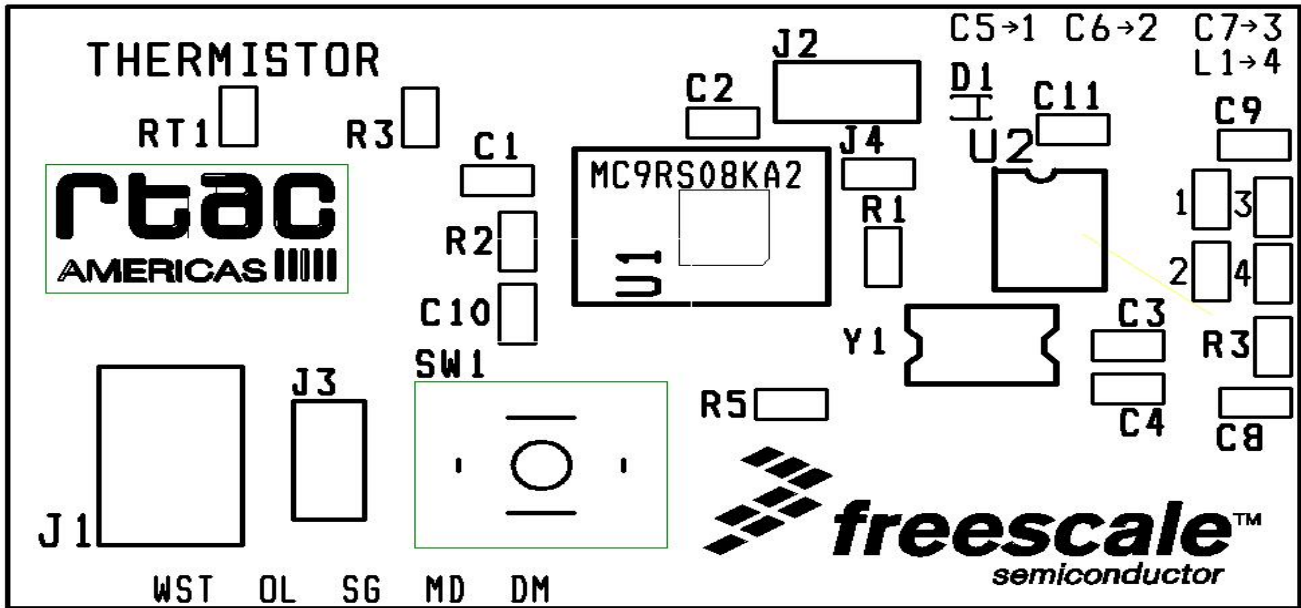 C5→1 C6→2 C7→3
L1→4
THERMISTOR
J2
D1
C2
C11
C9
RT1
R3
C1
J4
U2
MC9RS08KA2
rtac
AMERICAS
R2
U1
R1
1
3
2
4
C10
Y1
C3
R3
SW1
J3
R5
C4
C8
J1
freescale™
semiconductor
WST OL SG MD DM